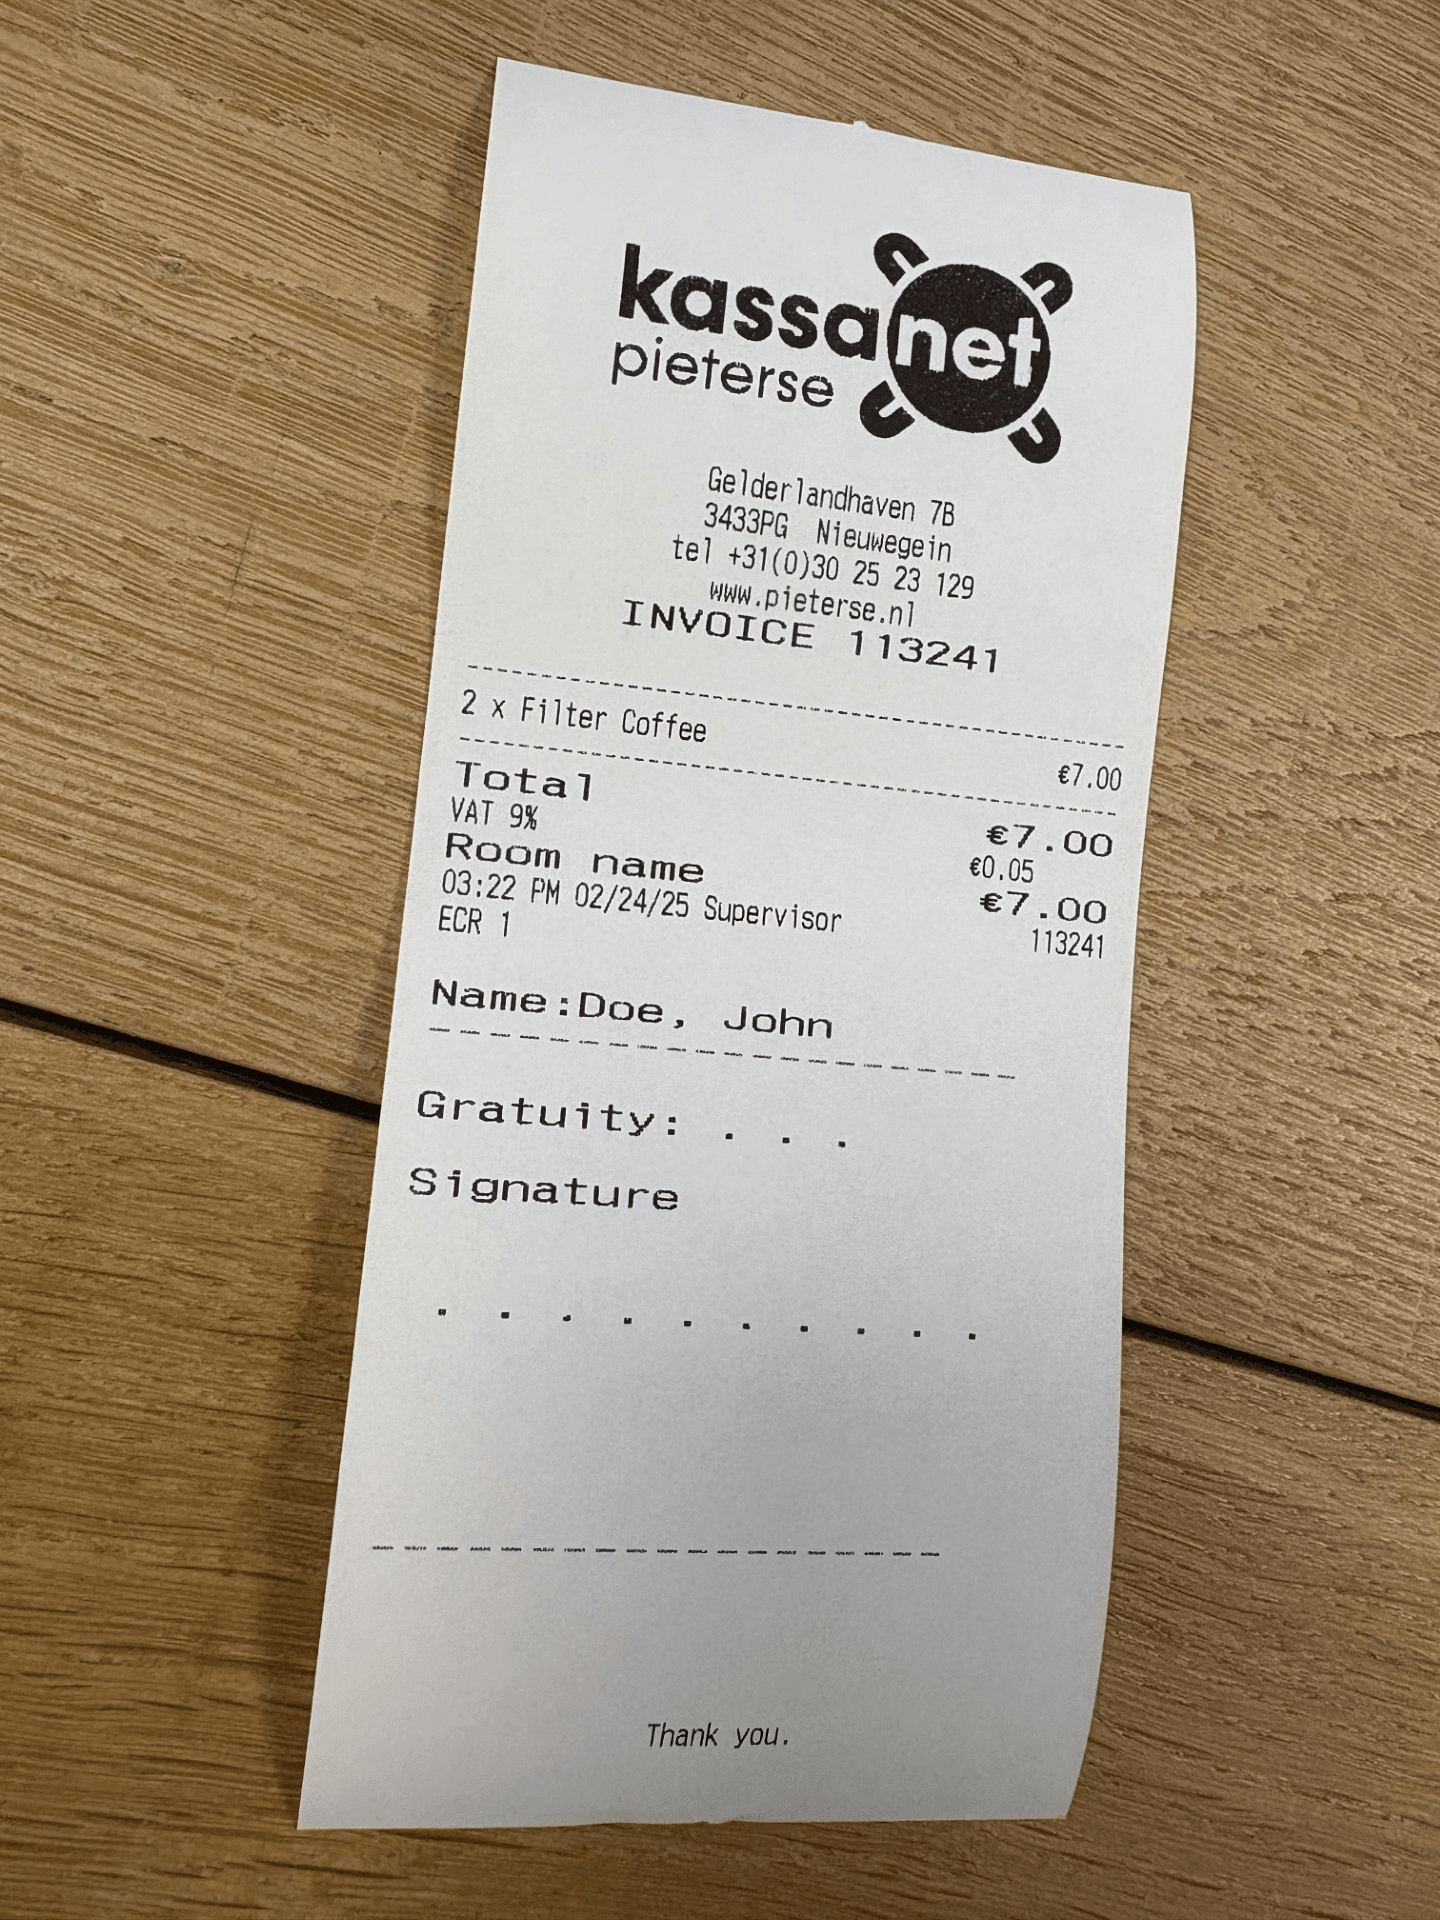 kassanet
pieterse
Gelderlandhaven 7B
3433PG Nieuwegein
tel +31(0)30 25 23 129
www.pieterse.nl
INVOICE 113241
2 x Filter Coffee €7.00
Total €7.00
VAT 9% €0.05
Room name €7.00
03:22 PM 02/24/25 Supervisor 113241
ECR 1
Name:Doe, John
Gratuity: . . .
Signature
. . . . . . . . . .
Thank you.